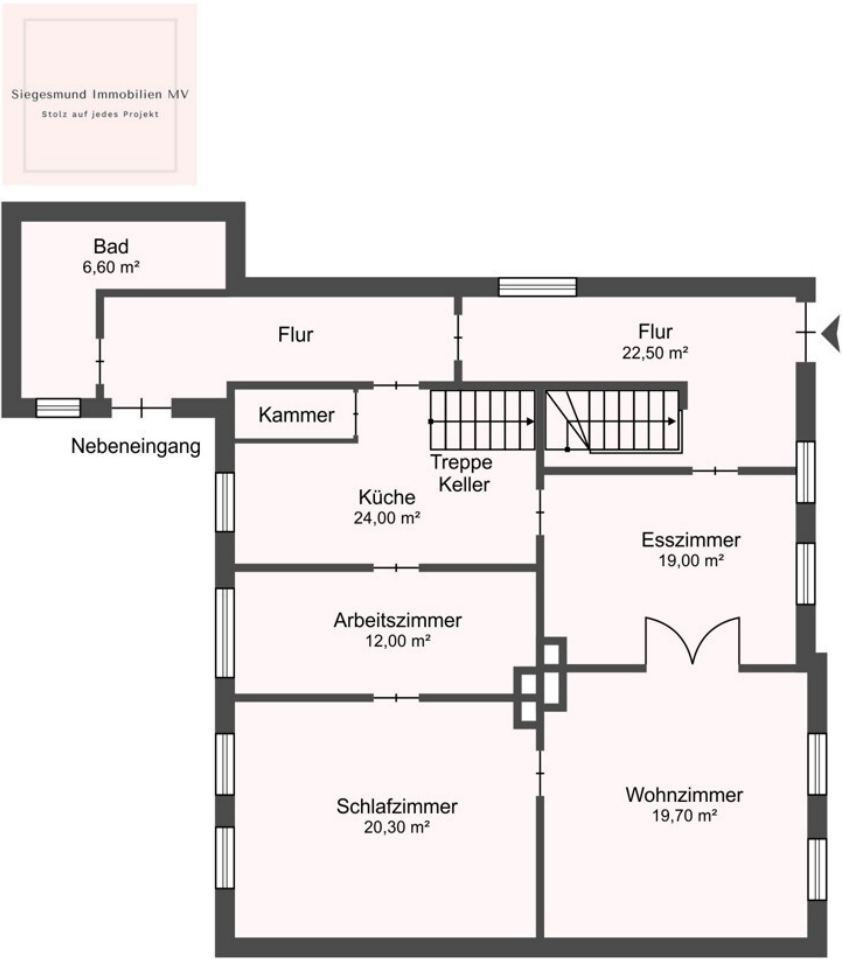 Siegesmund Immobilien MV
Stolz auf jedes Projekt
Bad
6,60 m²
Flur
Flur
22,50 m²
Kammer
Nebeneingang
Treppe
Keller
Küche
24,00 m²
Esszimmer
19,00 m²
Arbeitszimmer
12,00 m²
Schlafzimmer
20,30 m²
Wohnzimmer
19,70 m²